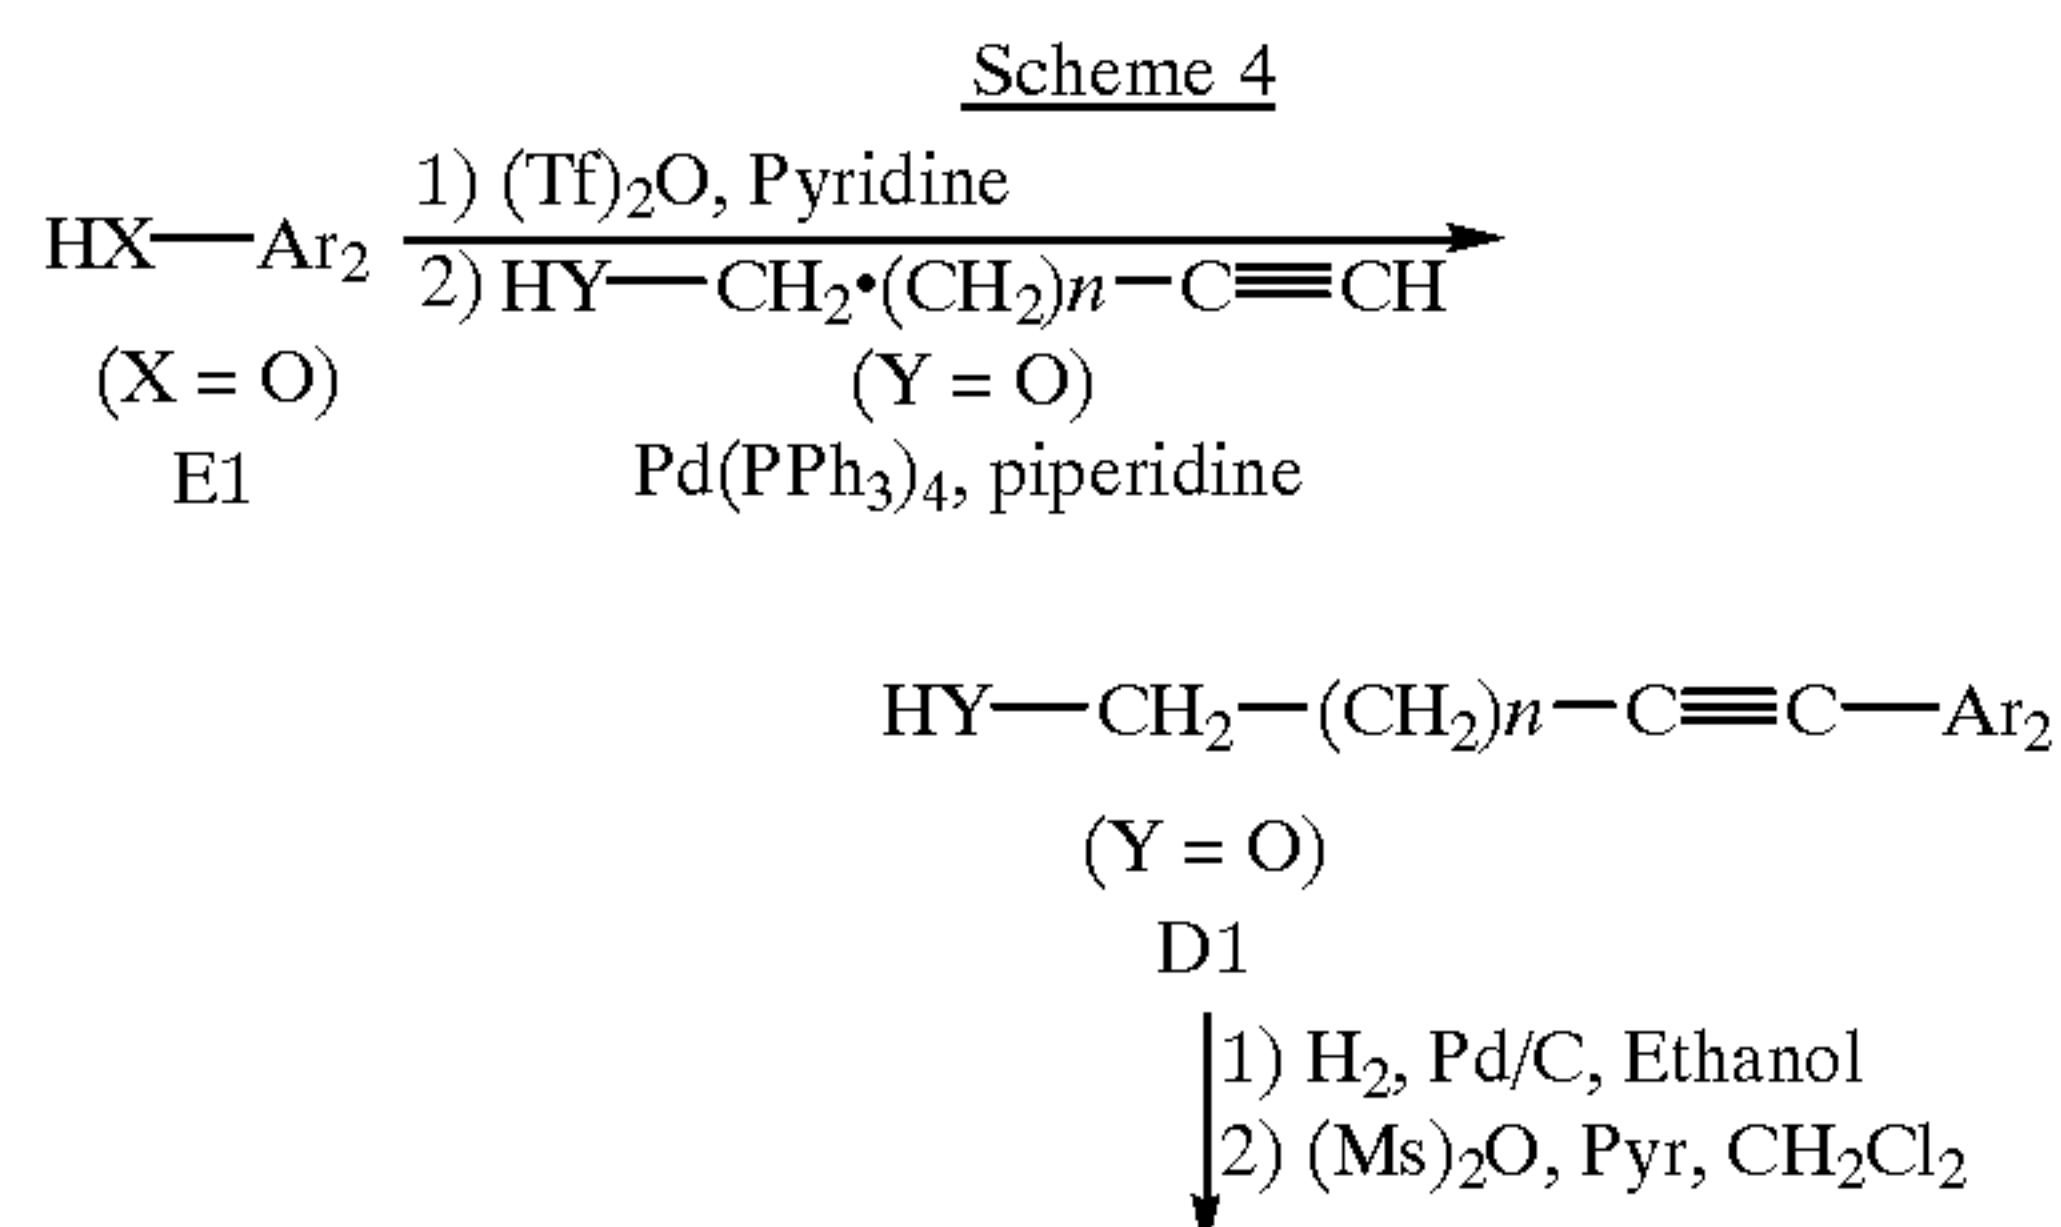 Scheme 4
1) (Tf)₂O, Pyridine
HX—Ar₂
2) HY—CH₂•(CH₂)n—C≡CH
(X = O)
(Y = O)
E1
Pd(PPh₃)₄, piperidine
HY—CH₂—(CH₂)n—C≡C—Ar₂
(Y = O)
D1
1) H₂, Pd/C, Ethanol
2) (Ms)₂O, Pyr, CH₂Cl₂